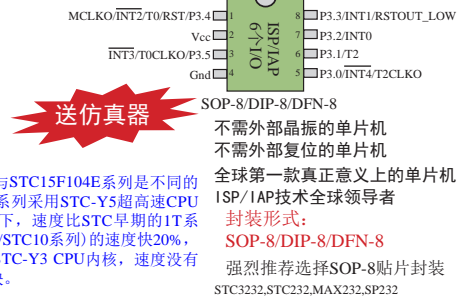 MCLKO/INT2/T0/RST/P3.4 1 8 P3.3/INT1/RSTOUT_LOW
Vcc 2 7 P3.2/INT0
INT3/T0CLKO/P3.5 3 6 P3.1/T2
Gnd 4 5 P3.0/INT4/T2CLKO
ISP/IAP
6个I/O
SOP-8/DIP-8/DFN-8
送仿真器
不需外部晶振的单片机
不需外部复位的单片机
全球第一款真正意义上的单片机
ISP/IAP技术全球领导者
封装形式:
SOP-8/DIP-8/DFN-8
强烈推荐选择SOP-8贴片封装
STC3232,STC232,MAX232,SP232
与STC15F104E系列是不同的
系列采用STC-Y5超高速CPU
下，速度比STC早期的1T系
/STC10系列)的速度快20%,
STC-Y3 CPU内核，速度没有
快。